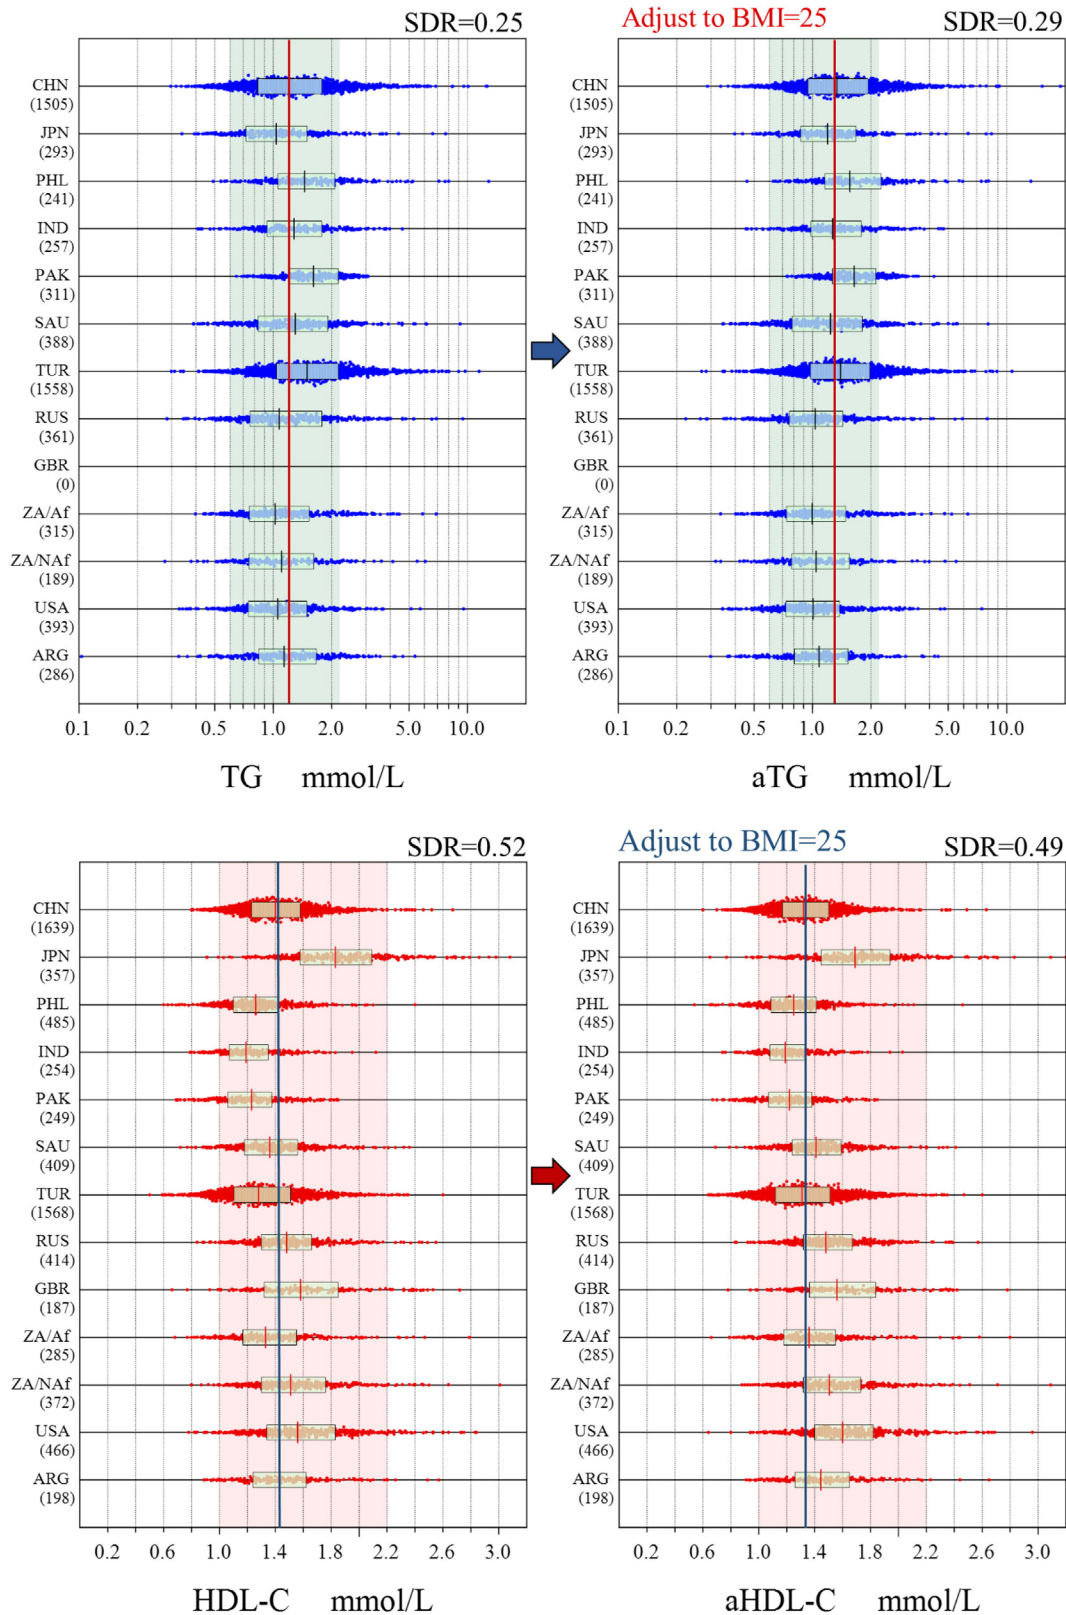 SDR=0.25
CHN
(1505)
JPN
(293)
PHL
(241)
IND
(257)
PAK
(311)
SAU
(388)
TUR
(1558)
RUS
(361)
GBR
(0)
ZA/Af
(315)
ZA/NAf
(189)
USA
(393)
ARG
(286)
0.1 0.5 1.0 2.0 5.0 10.0
TG mmol/L
Adjust to BMI=25 SDR=0.29
CHN
(1505)
JPN
(293)
PHL
(241)
IND
(257)
PAK
(311)
SAU
(388)
TUR
(1558)
RUS
(361)
GBR
(0)
ZA/Af
(315)
ZA/NAf
(189)
USA
(393)
ARG
(286)
0.1 0.5 1.0 2.0 5.0 10.0
aTG mmol/L
SDR=0.52
CHN
(1639)
JPN
(357)
PHL
(485)
IND
(254)
PAK
(249)
SAU
(409)
TUR
(1568)
RUS
(414)
GBR
(187)
ZA/Af
(285)
ZA/NAf
(372)
USA
(466)
ARG
(198)
0.2 0.6 1.0 1.4 1.8 2.2 2.6 3.0
HDL-C mmol/L
Adjust to BMI=25 SDR=0.49
CHN
(1639)
JPN
(357)
PHL
(485)
IND
(254)
PAK
(249)
SAU
(409)
TUR
(1568)
RUS
(414)
GBR
(187)
ZA/Af
(285)
ZA/NAf
(372)
USA
(466)
ARG
(198)
0.2 0.6 1.0 1.4 1.8 2.2 2.6 3.0
aHDL-C mmol/L